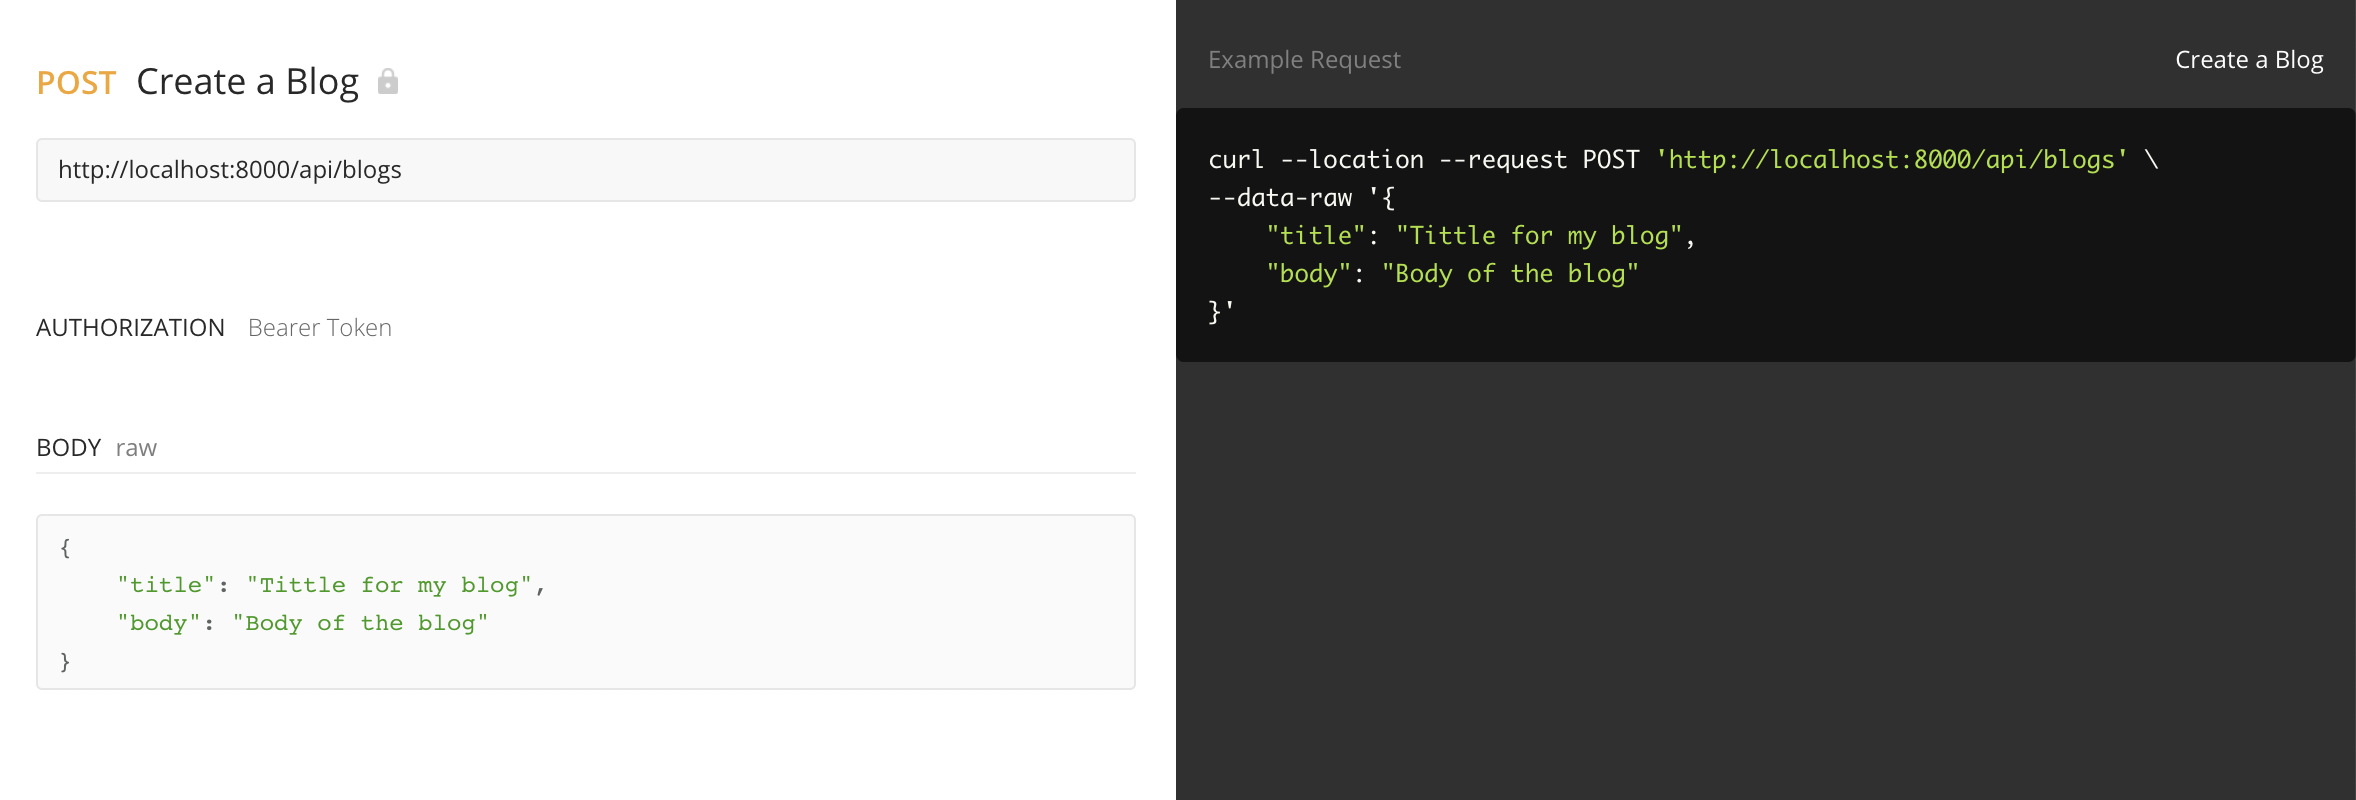 POST Create a Blog
http://localhost:8000/api/blogs
AUTHORIZATION Bearer Token
BODY raw
{
    "title": "Tittle for my blog",
    "body": "Body of the blog"
}
Example Request Create a Blog
curl --location --request POST 'http://localhost:8000/api/blogs' \
--data-raw '{
    "title": "Tittle for my blog",
    "body": "Body of the blog"
}'